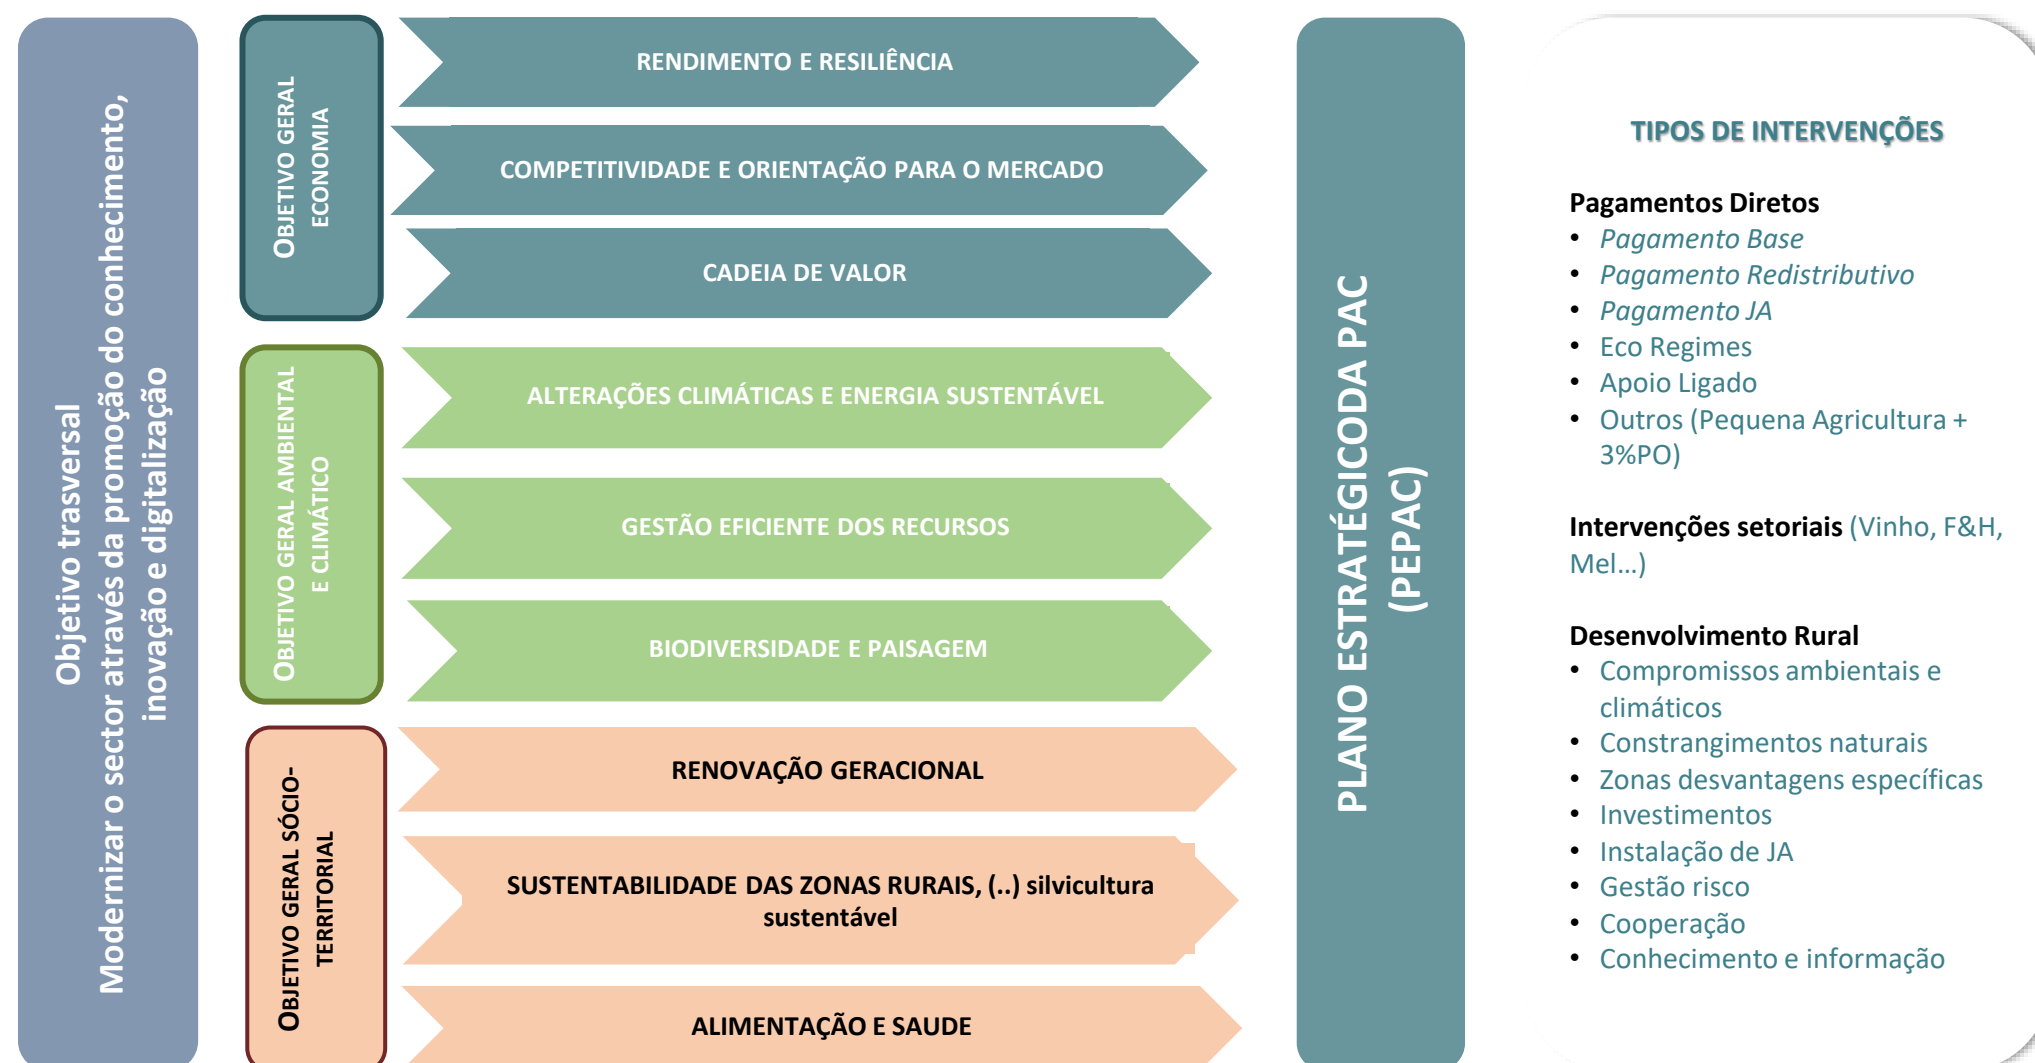 Objetivo trasversal
Modernizar o sector através da promoção do conhecimento,
inovação e digitalização
OBJETIVO GERAL
ECONOMIA
RENDIMENTO E RESILIÊNCIA
COMPETITIVIDADE E ORIENTAÇÃO PARA O MERCADO
CADEIA DE VALOR
OBJETIVO GERAL AMBIENTAL
E CLIMÁTICO
ALTERAÇÕES CLIMÁTICAS E ENERGIA SUSTENTÁVEL
GESTÃO EFICIENTE DOS RECURSOS
BIODIVERSIDADE E PAISAGEM
OBJETIVO GERAL SÓCIO-
TERRITORIAL
RENOVAÇÃO GERACIONAL
SUSTENTABILIDADE DAS ZONAS RURAIS, (..) silvicultura
sustentável
ALIMENTAÇÃO E SAUDE
PLANO ESTRATÉGICODA PAC
(PEPAC)
TIPOS DE INTERVENÇÕES
Pagamentos Diretos
• Pagamento Base
• Pagamento Redistributivo
• Pagamento JA
• Eco Regimes
• Apoio Ligado
• Outros (Pequena Agricultura +
3%PO)
Intervenções setoriais (Vinho, F&H,
Mel...)
Desenvolvimento Rural
• Compromissos ambientais e
climáticos
• Constrangimentos naturais
• Zonas desvantagens específicas
• Investimentos
• Instalação de JA
• Gestão risco
• Cooperação
• Conhecimento e informação